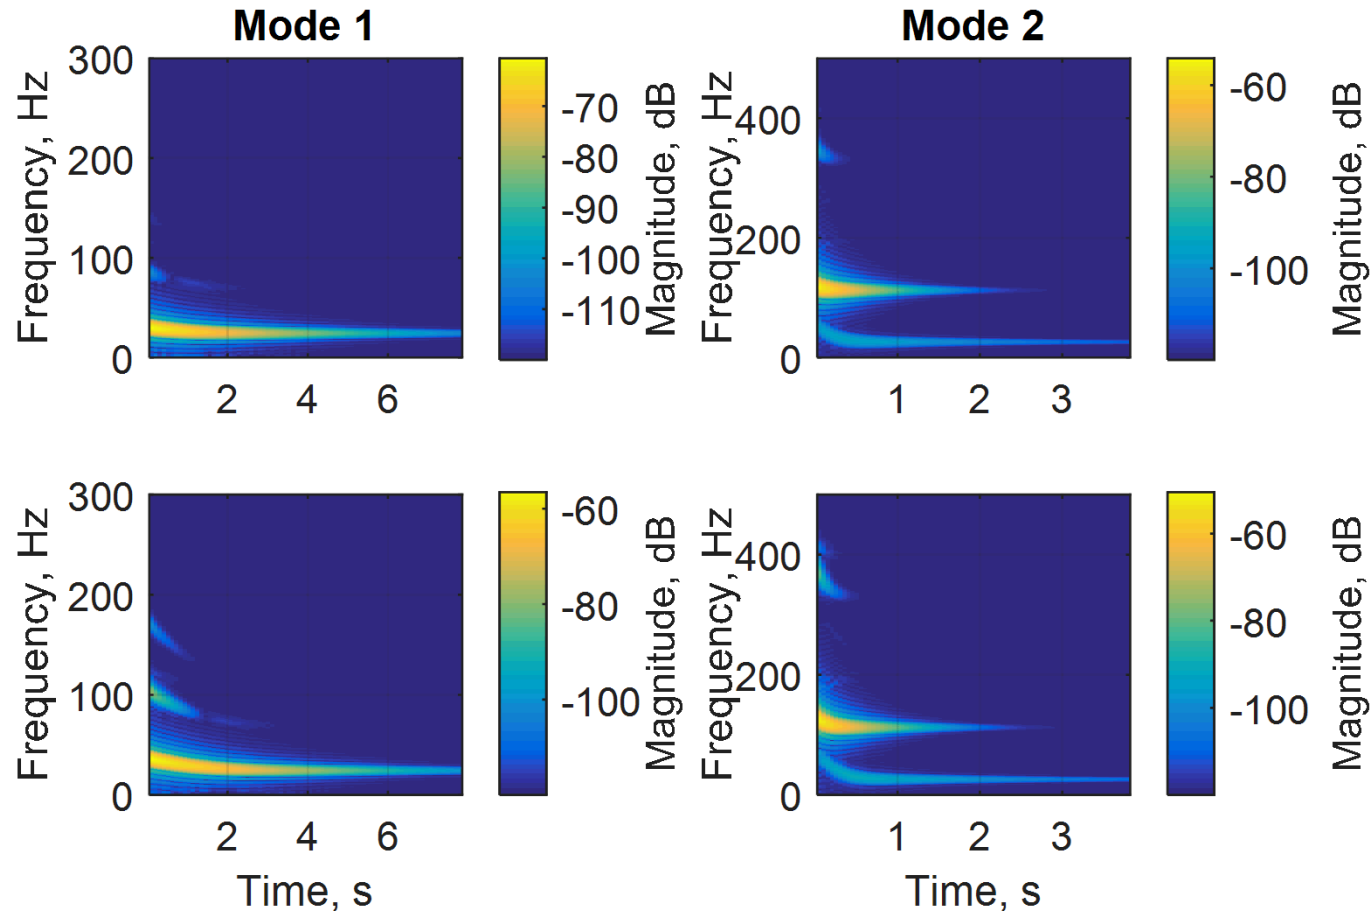 Mode 1
Mode 2
Frequency, Hz
300
200
100
0
2 4 6
-70
-80
-90
-100
-110
Magnitude, dB
Frequency, Hz
400
200
0
1 2 3
-60
-80
-100
Magnitude, dB
Frequency, Hz
300
200
100
0
2 4 6
Time, s
-60
-80
-100
Magnitude, dB
Frequency, Hz
400
200
0
1 2 3
Time, s
-60
-80
-100
Magnitude, dB